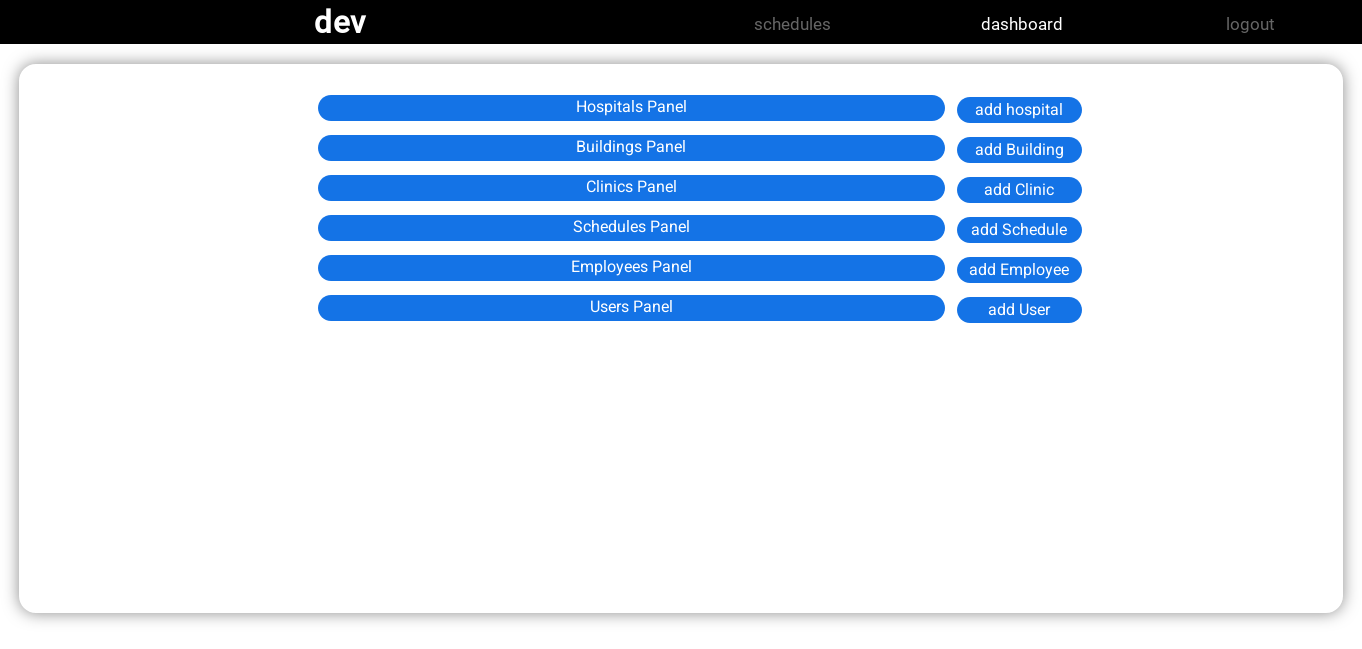 dev
schedules
dashboard
logout
Hospitals Panel
add hospital
Buildings Panel
add Building
Clinics Panel
add Clinic
Schedules Panel
add Schedule
Employees Panel
add Employee
Users Panel
add User